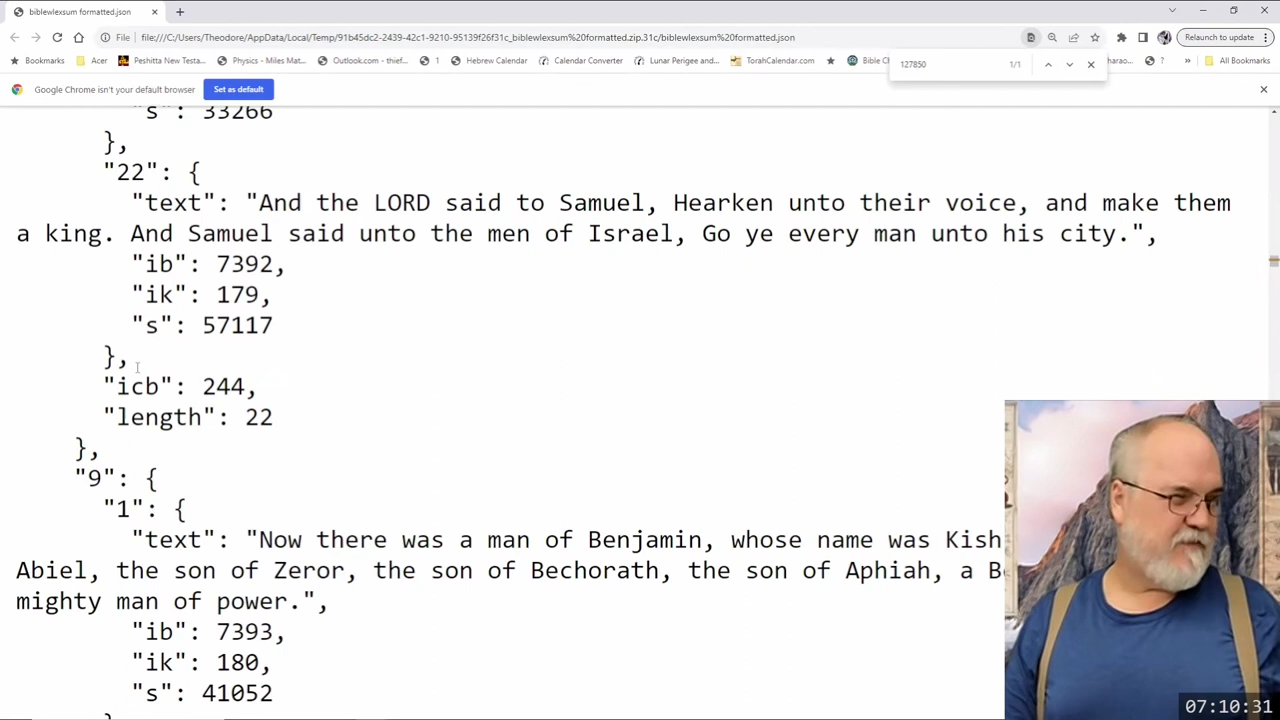 biblewlexsum formatted.json
File
file:///C:/Users/Theodore/AppData/Local/Temp/91b45dc2-2439-42c1-9210-95139f26f31c_biblewlexsum%20formatted.zip.31c/biblewlexsum%20formatted.json
Relaunch to update
Bookmarks
Acer
Peshitta New Testa...
Physics - Miles Mat...
Outlook.com - thief...
1
Hebrew Calendar
Calendar Converter
Lunar Perigee and...
TorahCalendar.com
Bible Ch
arao...
?
»
All Bookmarks
127850
1/1
Google Chrome isn't your default browser
Set as default
"s": 33266
},
"22": {
"text": "And the LORD said to Samuel, Hearken unto their voice, and make them
a king. And Samuel said unto the men of Israel, Go ye every man unto his city.",
"ib": 7392,
"ik": 179,
"s": 57117
},
"icb": 244,
"length": 22
},
"9": {
"1": {
"text": "Now there was a man of Benjamin, whose name was Kish
Abiel, the son of Zeror, the son of Bechorath, the son of Aphiah, a
mighty man of power.",
"ib": 7393,
"ik": 180,
"s": 41052
}
07:10:31